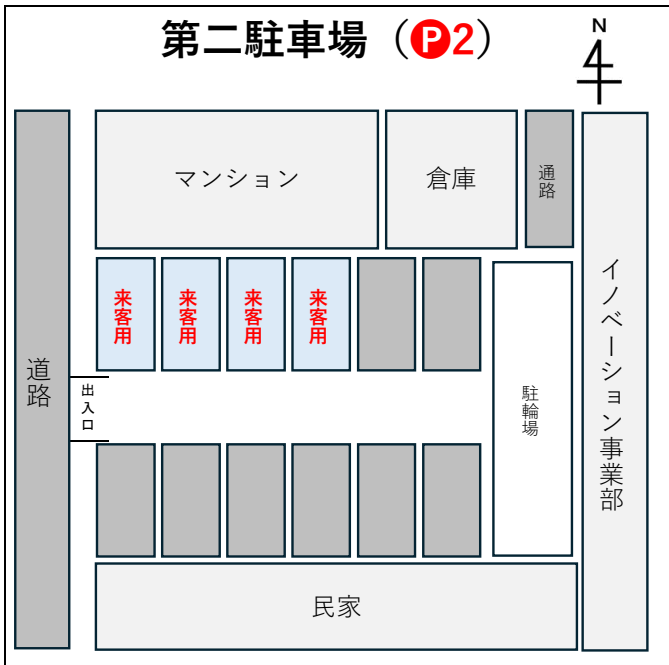 第二駐車場（P2）
N
マンション
倉庫
通路
イノベーション事業部
来客用
来客用
来客用
来客用
道路
出入口
駐輪場
民家